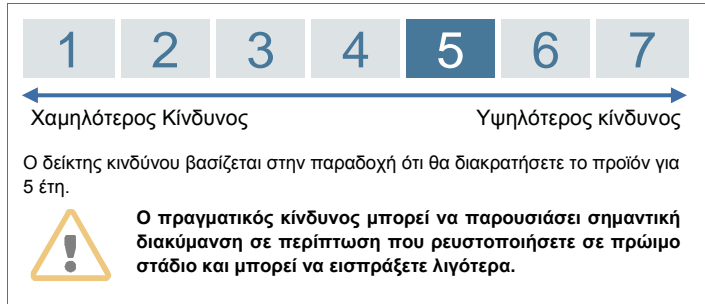 1 2 3 4 5 6 7
Χαμηλότερος Κίνδυνος Υψηλότερος κίνδυνος
Ο δείκτης κινδύνου βασίζεται στην παραδοχή ότι θα διακρατήσετε το προϊόν για
5 έτη.
Ο πραγματικός κίνδυνος μπορεί να παρουσιάσει σημαντική
διακύμανση σε περίπτωση που ρευστοποιήσετε σε πρώιμο
στάδιο και μπορεί να εισπράξετε λιγότερα.